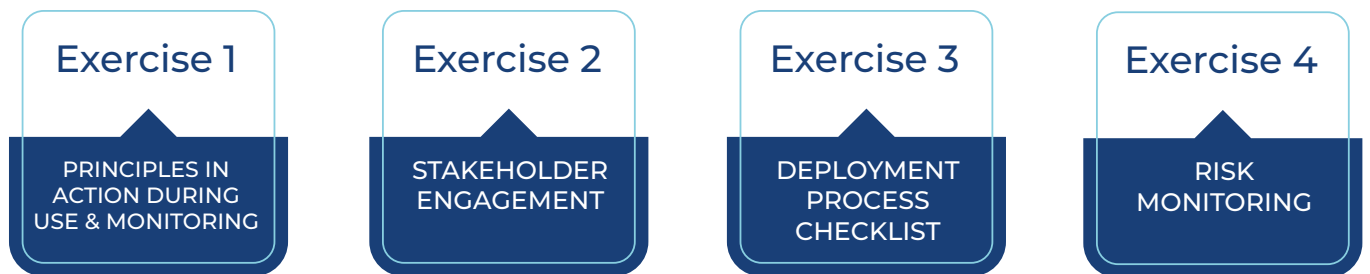 Exercise 1
PRINCIPLES IN
ACTION DURING
USE & MONITORING
Exercise 2
STAKEHOLDER
ENGAGEMENT
Exercise 3
DEPLOYMENT
PROCESS
CHECKLIST
Exercise 4
RISK
MONITORING